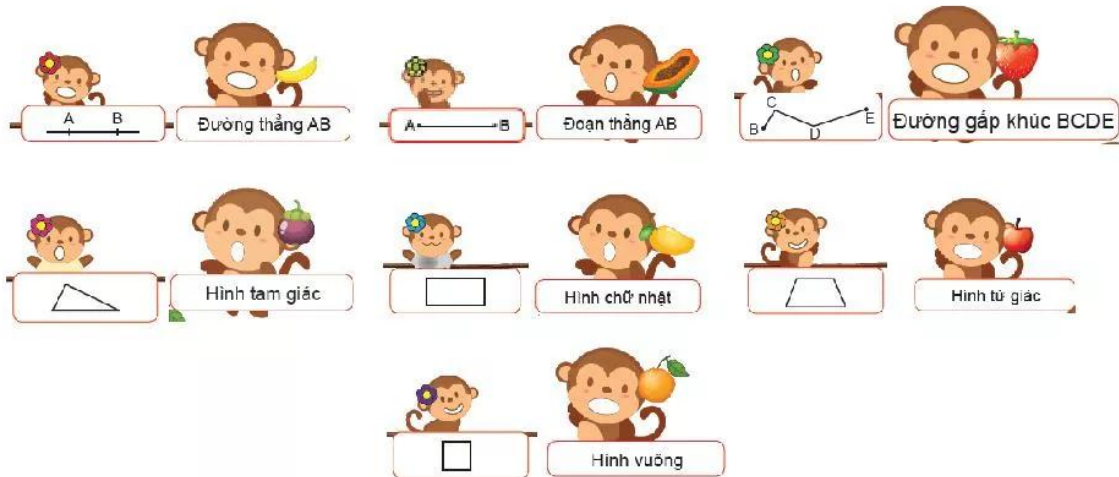 A B
Đường thẳng AB
A B
Đoạn thẳng AB
B C D E
Đường gấp khúc BCDE
Hình tam giác
Hình chữ nhật
Hình tứ giác
Hình vuông